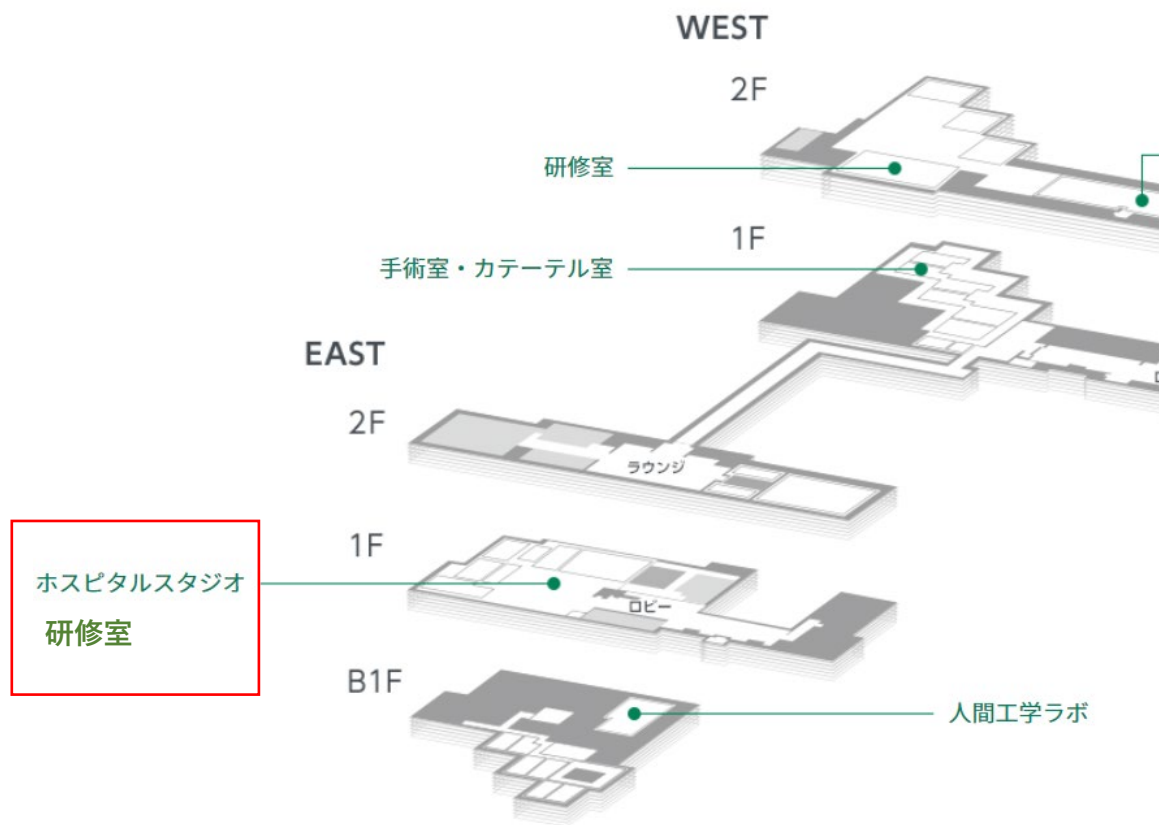 WEST
2F
研修室
1F
手術室・カテーテル室
EAST
2F
ラウンジ
1F
ホスピタルスタジオ
研修室
ロビー
B1F
人間工学ラボ